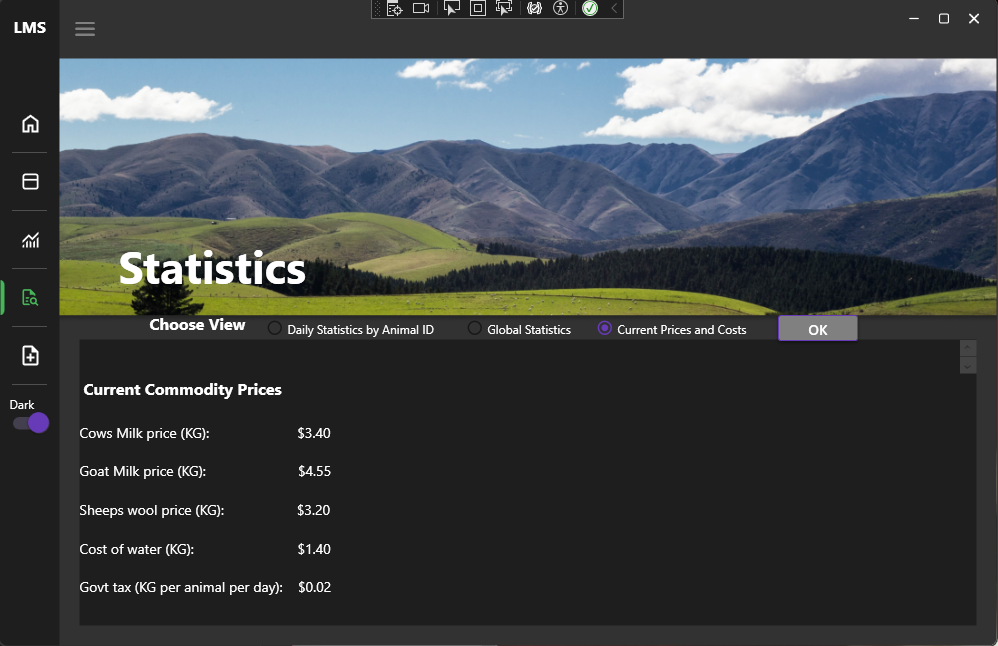 LMS
Statistics
Choose View
Daily Statistics by Animal ID
Global Statistics
Current Prices and Costs
OK
Dark
Current Commodity Prices
Cows Milk price (KG): $3.40
Goat Milk price (KG): $4.55
Sheeps wool price (KG): $3.20
Cost of water (KG): $1.40
Govt tax (KG per animal per day): $0.02